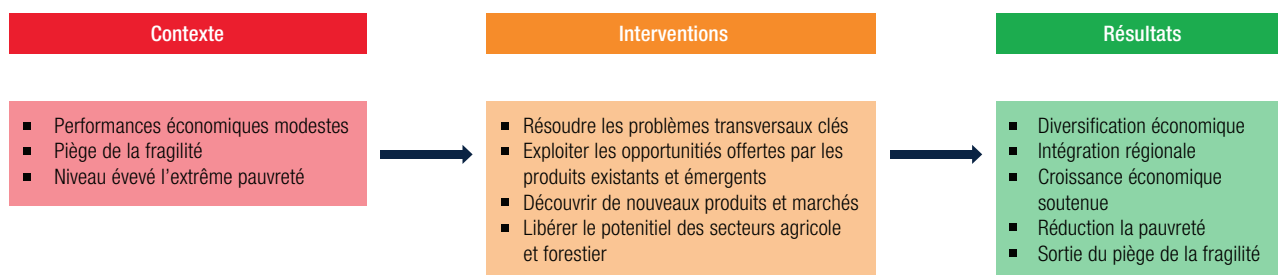 Contexte
Performances économiques modestes
Piège de la fragilité
Niveau évevé l'extrême pauvreté
Interventions
Résoudre les problèmes transversaux clés
Exploiter les opportunitiés offertes par les
produits existants et émergents
Découvrir de nouveaux produits et marchés
Libérer le potenitiel des secteurs agricole
et forestier
Résultats
Diversification économique
Intégration régionale
Croissance économique
soutenue
Réduction la pauvreté
Sortie du piège de la fragilité